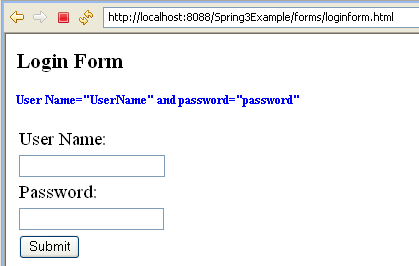 http://localhost:8088/Spring3Example/forms/loginform.html
Login Form
User Name="UserName" and password="password"
User Name:
Password:
Submit